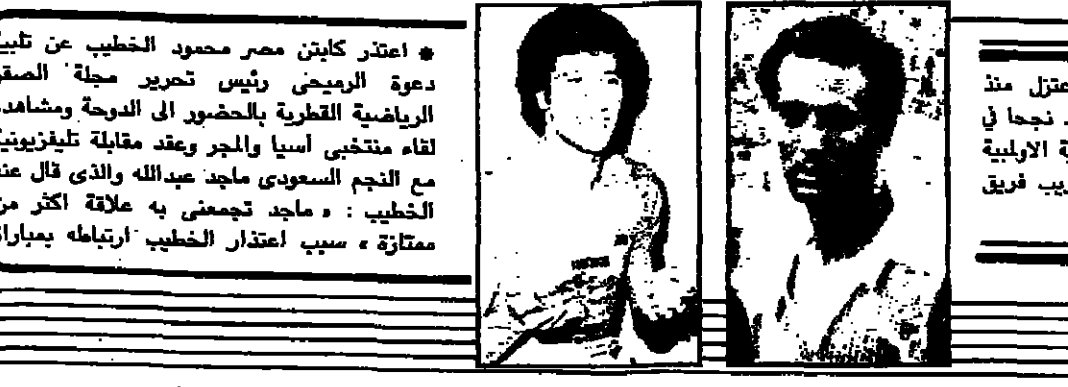 * اعتذر كابتن مصر محمود الخطيب عن تلبية
دعوة الرميحى رئيس تحرير مجلة الصقر
الرياضية القطرية بالحضور الى الدوحة ومشاهدة
لقاء منتخبى أسيا والمجر وعقد مقابلة تليفزيونية
مع النجم السعودى ماجد عبدالله والذى قال عنه
الخطيب : « ماجد تجمعنى به علاقة اكثر من
ممتازة » سبب اعتذار الخطيب ارتباطه بمباراة
عتزل منذ
نجحا في
ة الاولمبية
ريب فريق